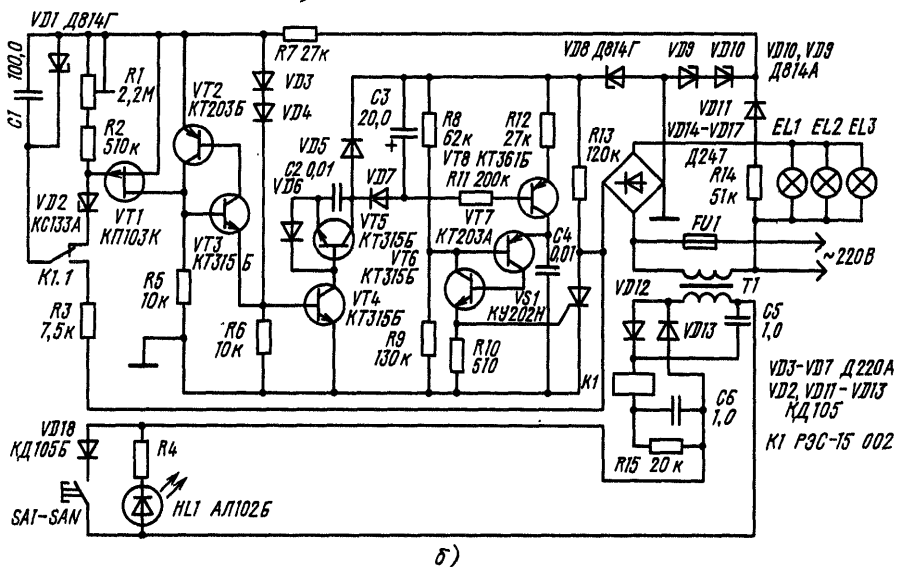 VD1 Д814Г
100,0
C1
R1
2,2М
R2
510к
VD2
КС133А
VT1
КП103К
K1.1
R3
7,5к
VT2
КТ203Б
VT3
КТ315Б
R5
10к
R6
10к
R7 27к
VD3
VD4
VD5
C2 0,01
VD6
VT5
КТ315Б
VT4
КТ315Б
C3
20,0
+
VD7
R8
62к
VT8 КТ361Б
R11 200к
VT7
КТ203А
VT6
КТ315Б
R9
130к
R10
510
R12
27к
C4
0,01
VS1
КУ202Н
VD8 Д814Г
R13
120к
VD9
VD10
VD10, VD9
Д814А
VD11
VD14-VD17
Д247
EL1 EL2 EL3
R14
51к
FU1
~220В
T1
VD12
VD13
C5
1,0
K1
C6
1,0
R15 20к
VD3-VD7 Д220А
VD2, VD11-VD13
КД105
K1 РЭС-15 002
VD18
КД105Б
R4
SA1-SAN
HL1 АЛ102Б
б)